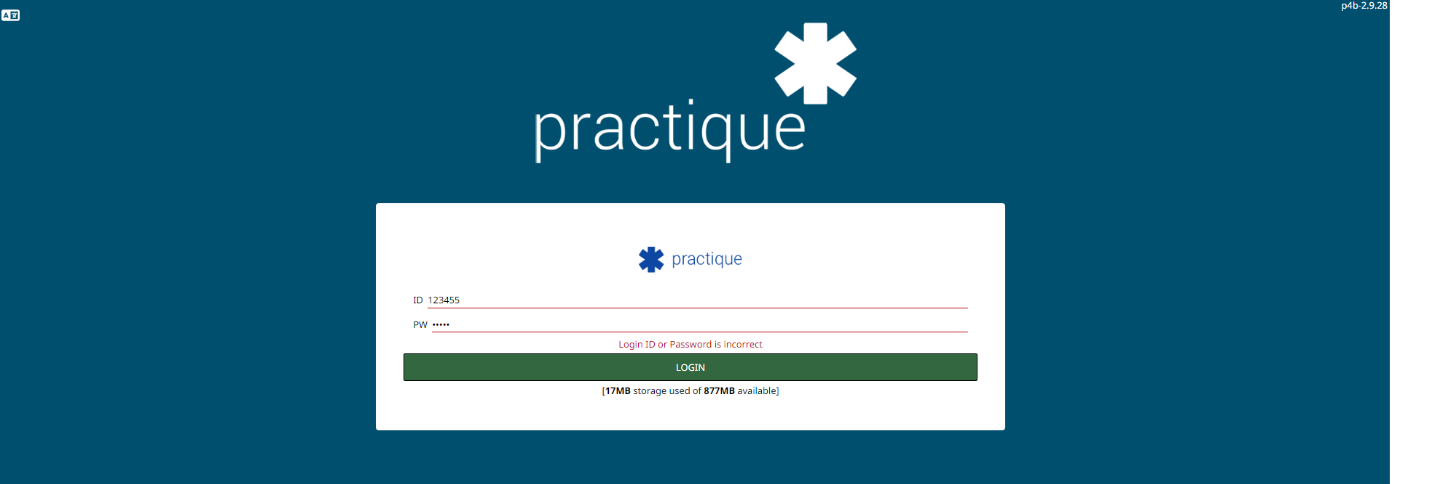 p4b-2.9.28
practique
practique
ID 123455
PW •••••
Login ID or Password is incorrect
LOGIN
[17MB storage used of 877MB available]